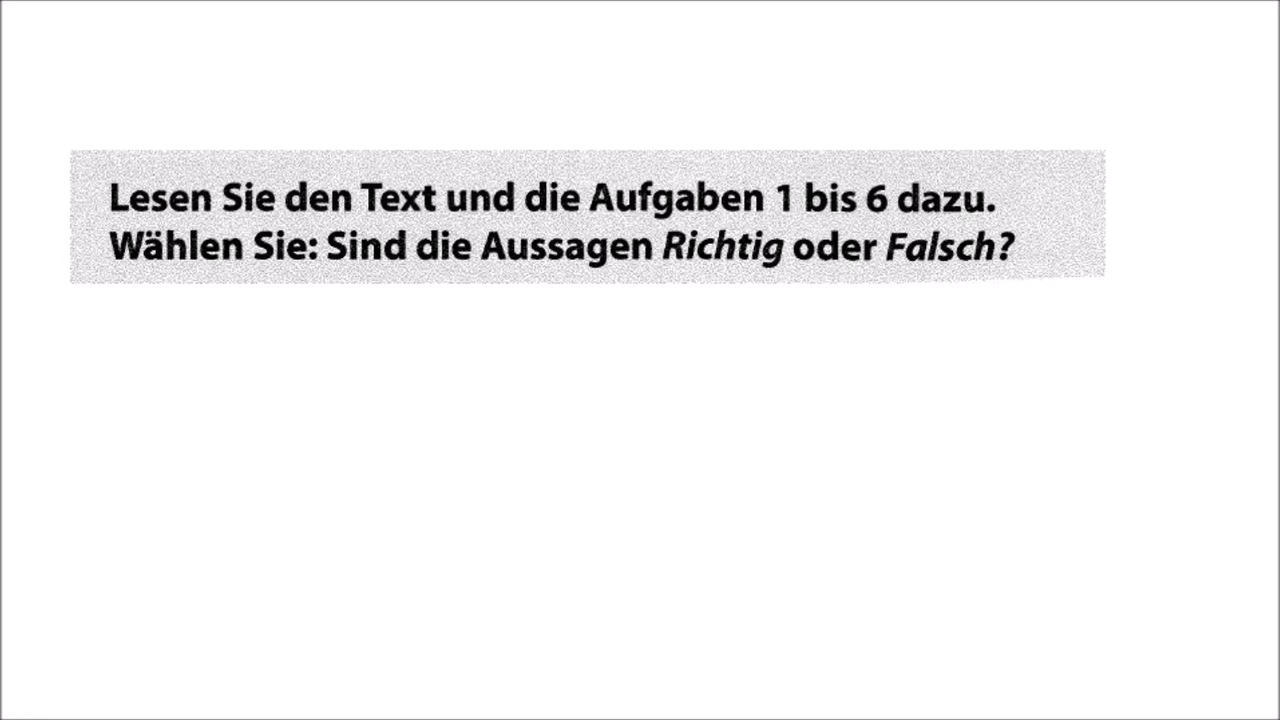 Lesen Sie den Text und die Aufgaben 1 bis 6 dazu.
Wählen Sie: Sind die Aussagen Richtig oder Falsch?